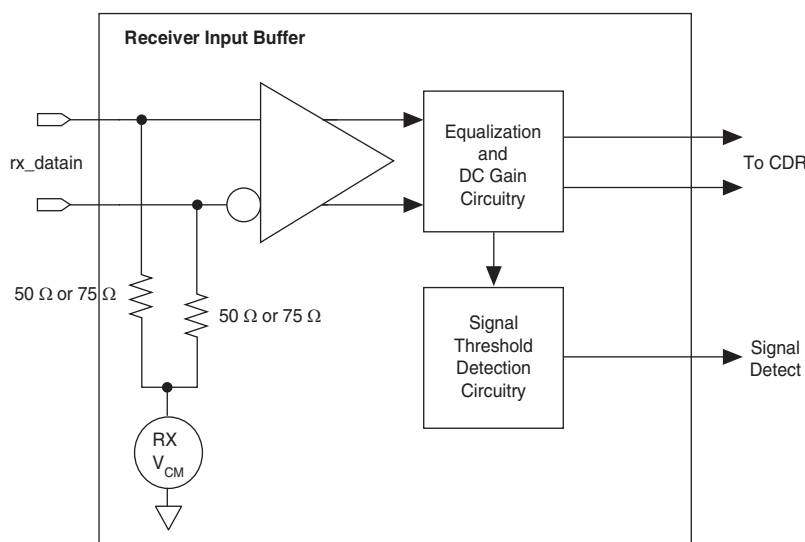 Receiver Input Buffer
rx_datain
Equalization
and
DC Gain
Circuitry
To CDR
50 Ω or 75 Ω
50 Ω or 75 Ω
Signal
Threshold
Detection
Circuitry
Signal
Detect
RX
V_CM